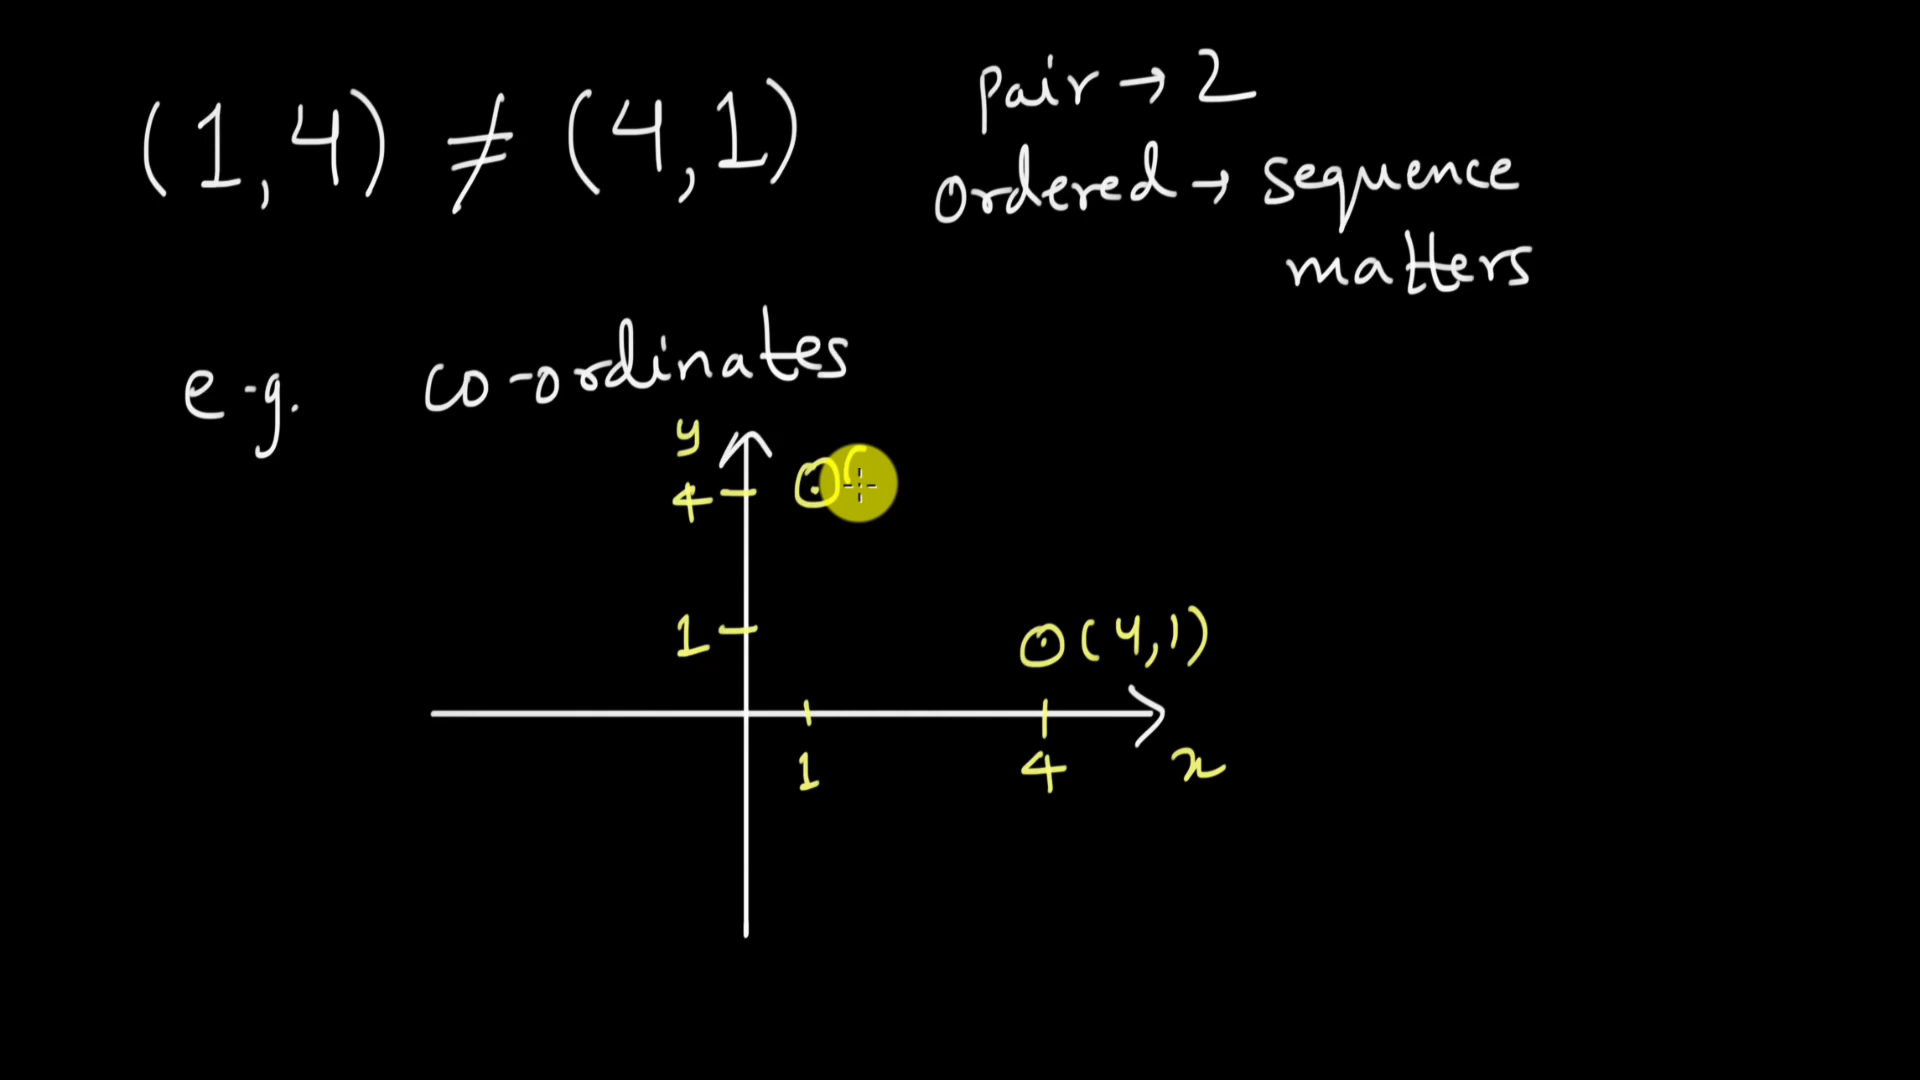 (1,4) ≠ (4,1)
pair → 2
ordered → sequence
matters
e.g. co-ordinates
y
4
(
1
(4,1)
1 4 x